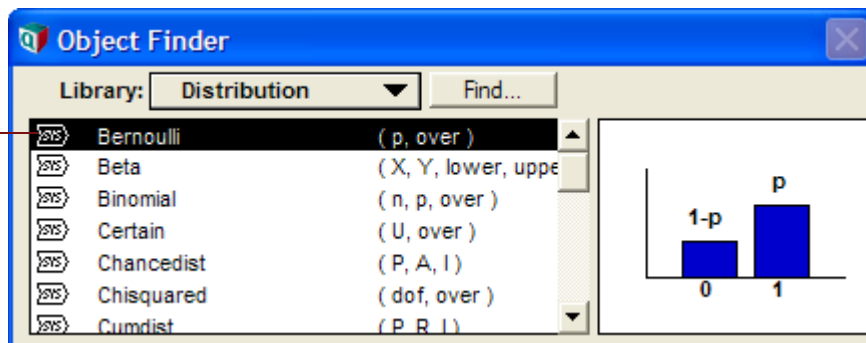 Object Finder
Library: Distribution Find...
Bernoulli ( p, over )
Beta ( X, Y, lower, uppe
Binomial ( n, p, over )
Certain ( U, over )
Chancedist ( P, A, I )
Chisquared ( dof, over )
Cumdist ( P R I )
1-p p
0 1